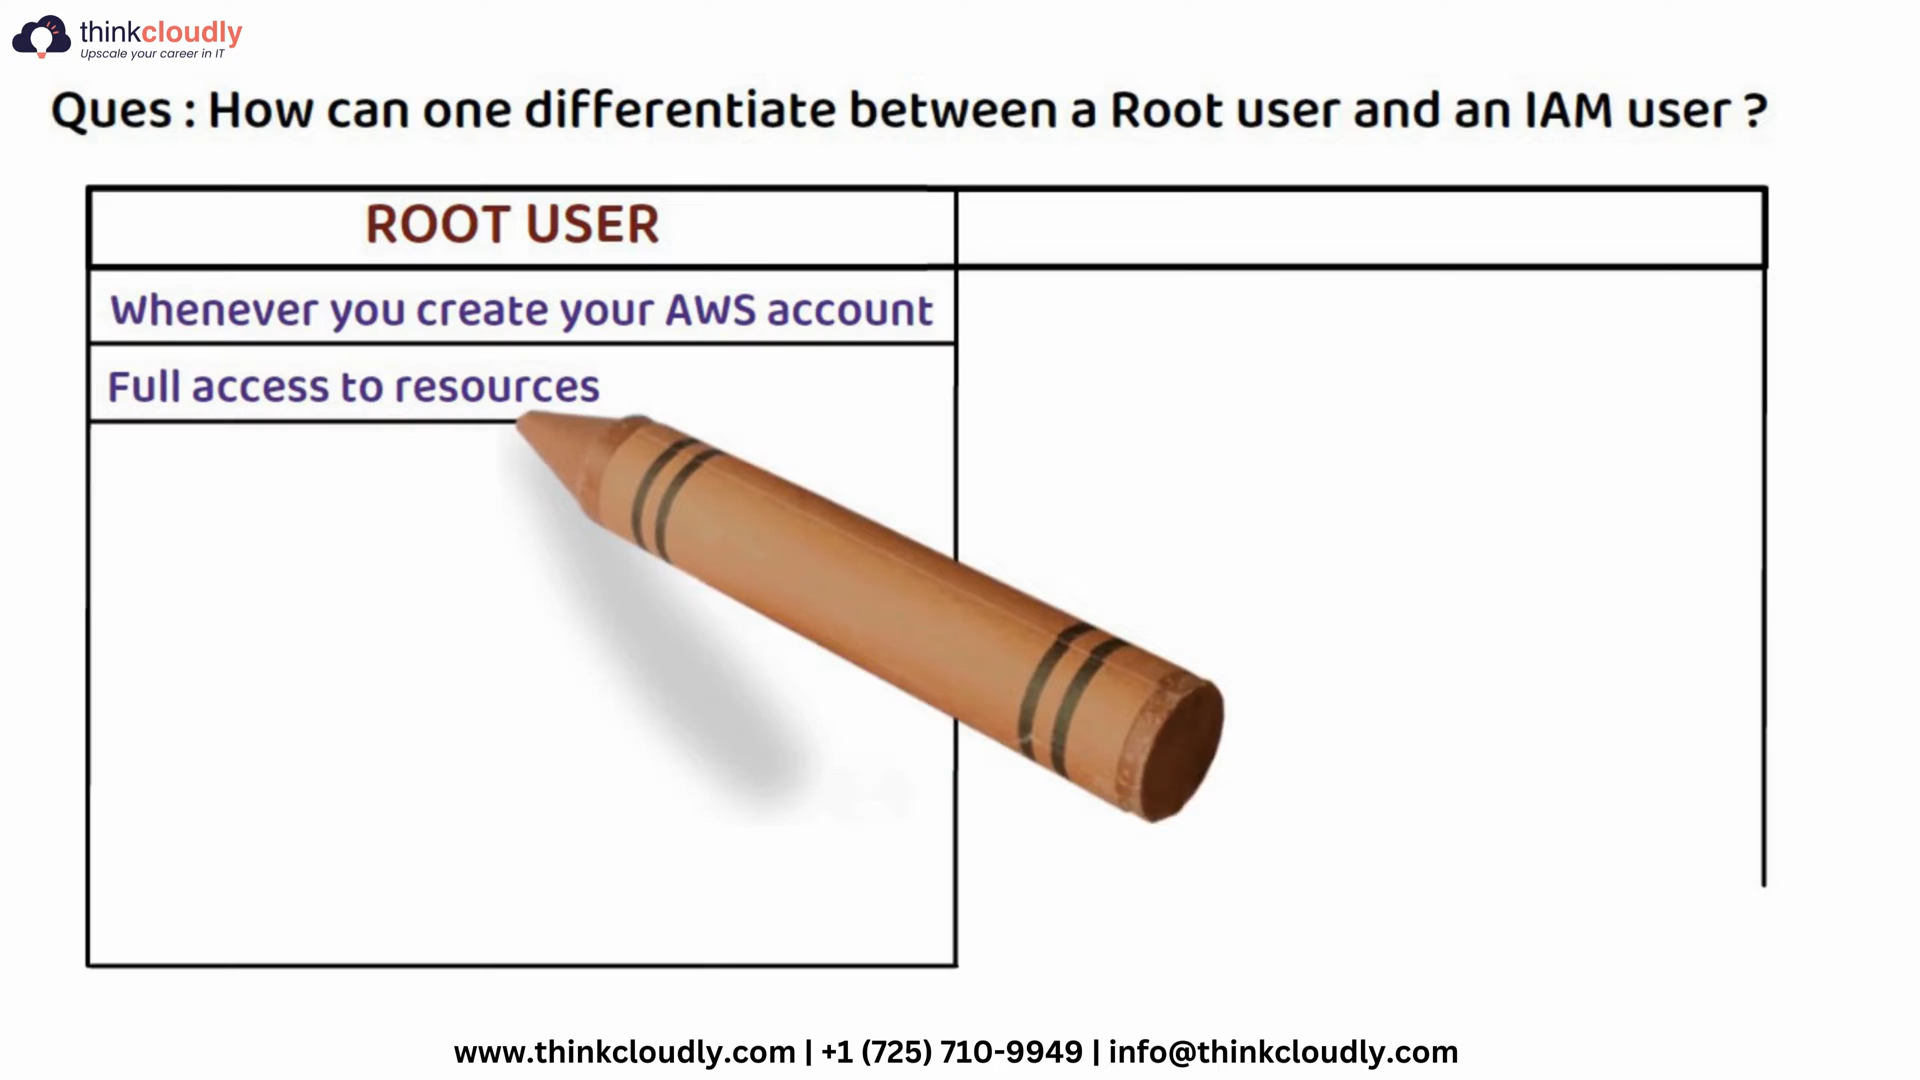 thinkcloudly
Upscale your career in IT
Ques : How can one differentiate between a Root user and an IAM user ?
ROOT USER
Whenever you create your AWS account
Full access to resources
www.thinkcloudly.com | +1 (725) 710-9949 | info@thinkcloudly.com